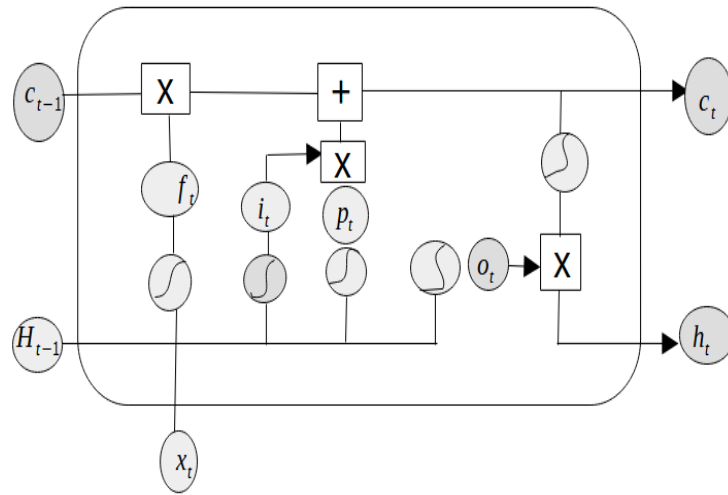 c_{t-1}
X
+
c_t
X
f_t
i_t
p_t
o_t
X
H_{t-1}
h_t
x_t